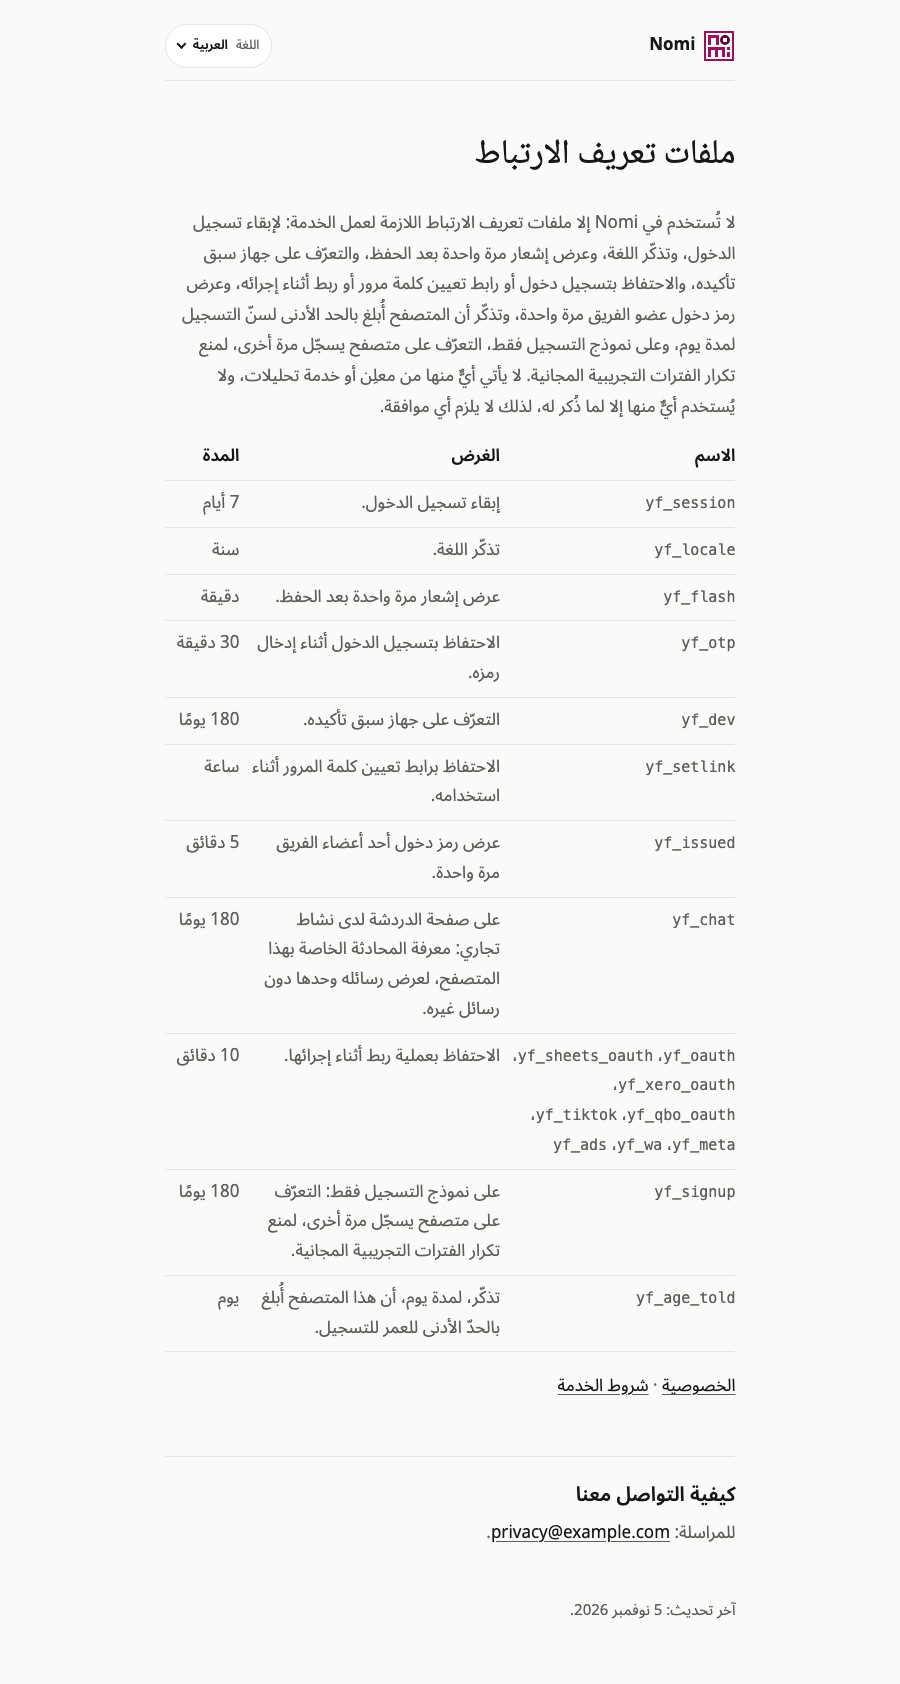 Nomi
اللغة العربية
ملفات تعريف الارتباط
لا تُستخدم في Nomi إلا ملفات تعريف الارتباط اللازمة لعمل الخدمة: لإبقاء تسجيل
الدخول، وتذكّر اللغة، وعرض إشعار مرة واحدة بعد الحفظ، والتعرّف على جهاز سبق
تأكيده، والاحتفاظ بتسجيل دخول أو رابط تعيين كلمة مرور أو ربط أثناء إجرائه، وعرض
رمز دخول عضو الفريق مرة واحدة، وتذكّر أن المتصفح أُبلغ بالحد الأدنى لسنّ التسجيل
لمدة يوم، وعلى نموذج التسجيل فقط، التعرّف على متصفح يسجّل مرة أخرى، لمنع
تكرار الفترات التجريبية المجانية. لا يأتي أيٌّ منها من معلِن أو خدمة تحليلات، ولا
يُستخدم أيٌّ منها إلا لما ذُكر له، لذلك لا يلزم أي موافقة.
الاسم الغرض المدة
yf_session إبقاء تسجيل الدخول. 7 أيام
yf_locale تذكّر اللغة. سنة
yf_flash عرض إشعار مرة واحدة بعد الحفظ. دقيقة
yf_otp الاحتفاظ بتسجيل الدخول أثناء إدخال 30 دقيقة
رمزه.
yf_dev التعرّف على جهاز سبق تأكيده. 180 يومًا
yf_setlink الاحتفاظ برابط تعيين كلمة المرور أثناء ساعة
استخدامه.
yf_issued عرض رمز دخول أحد أعضاء الفريق 5 دقائق
مرة واحدة.
yf_chat على صفحة الدردشة لدى نشاط 180 يومًا
تجاري: معرفة المحادثة الخاصة بهذا
المتصفح، لعرض رسائله وحدها دون
رسائل غيره.
yf_oauth، yf_sheets_oauth، الاحتفاظ بعملية ربط أثناء إجرائها. 10 دقائق
yf_xero_oauth،
yf_qbo_oauth، yf_tiktok،
yf_meta، yf_wa، yf_ads
yf_signup على نموذج التسجيل فقط: التعرّف 180 يومًا
على متصفح يسجّل مرة أخرى، لمنع
تكرار الفترات التجريبية المجانية.
yf_age_told تذكّر، لمدة يوم، أن هذا المتصفح أُبلغ يوم
بالحدّ الأدنى للعمر للتسجيل.
الخصوصية · شروط الخدمة
كيفية التواصل معنا
للمراسلة: privacy@example.com.
آخر تحديث: 5 نوفمبر 2026.